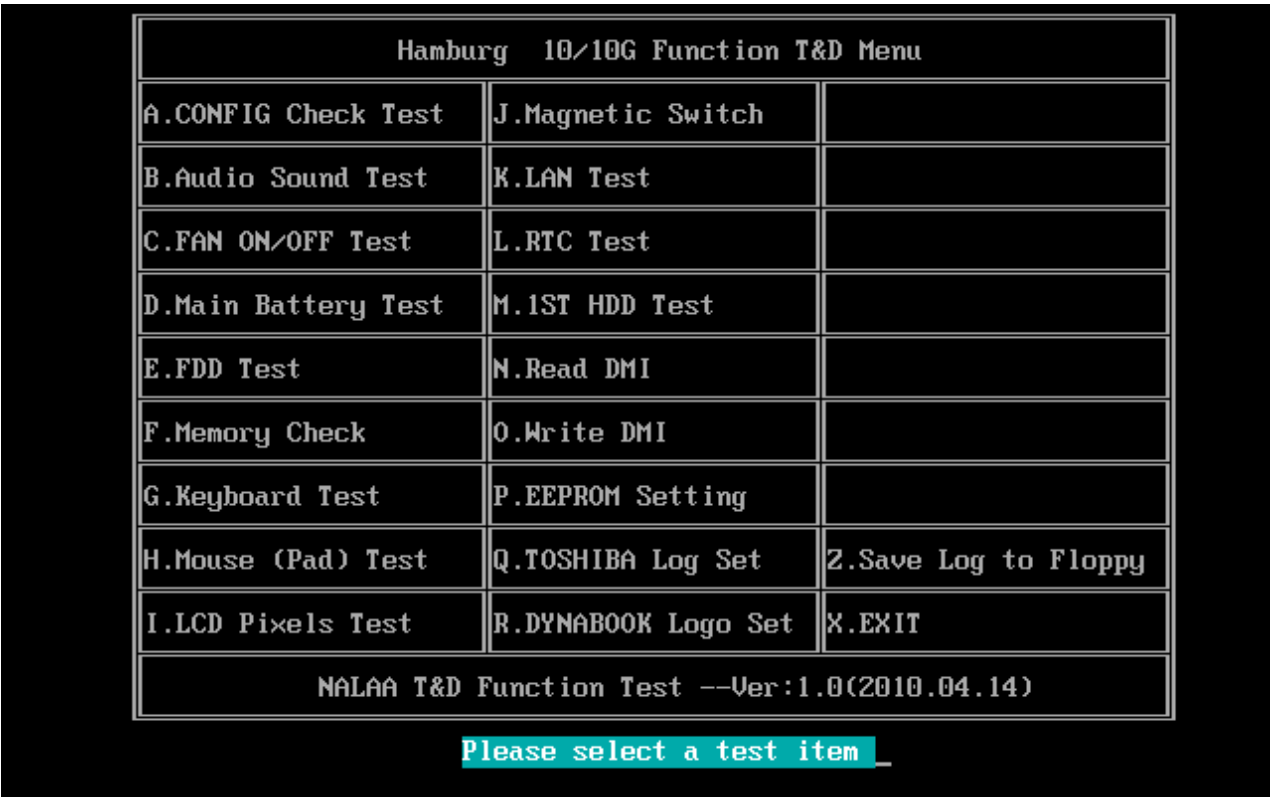 Hamburg 10/10G Function T&D Menu
A.CONFIG Check Test J.Magnetic Switch
B.Audio Sound Test K.LAN Test
C.FAN ON/OFF Test L.RTC Test
D.Main Battery Test M.1ST HDD Test
E.FDD Test N.Read DMI
F.Memory Check O.Write DMI
G.Keyboard Test P.EEPROM Setting
H.Mouse (Pad) Test Q.TOSHIBA Log Set Z.Save Log to Floppy
I.LCD Pixels Test R.DYNABOOK Logo Set X.EXIT
NALAA T&D Function Test --Ver:1.0(2010.04.14)
Please select a test item _